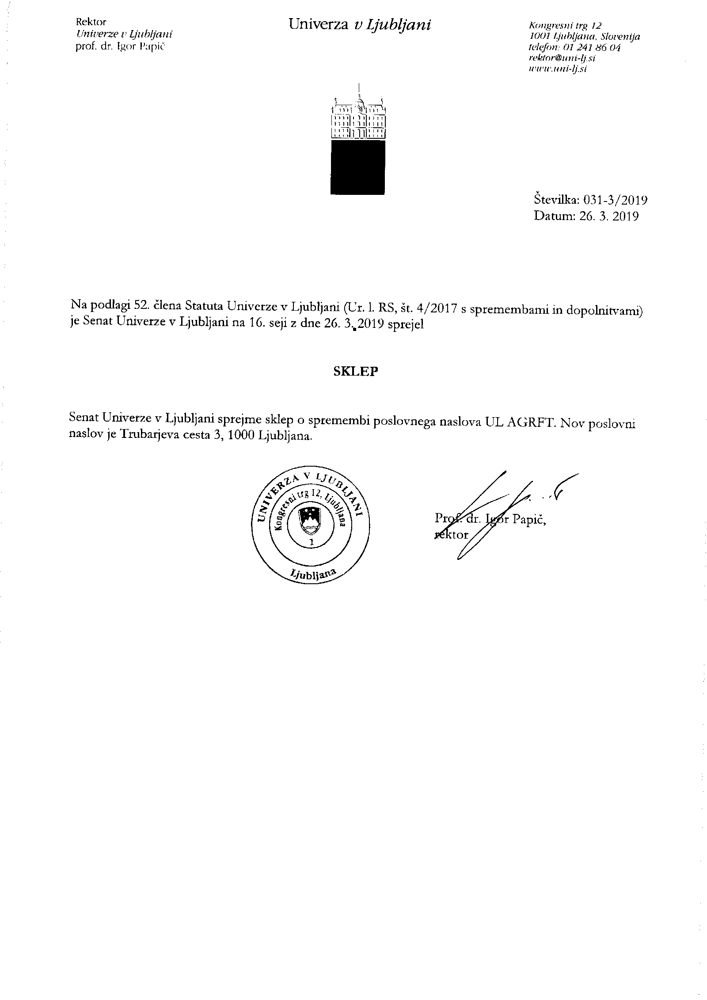 Rektor
Univerze v Ljubljani
prof. dr. Igor Papič
Univerza v Ljubljani
Kongresni trg 12
1001 Ljubljana, Slovenija
telefon: 01 241 86 04
rektor@uni-lj.si
www.uni-lj.si
Številka: 031-3/2019
Datum: 26. 3. 2019
Na podlagi 52. člena Statuta Univerze v Ljubljani (Ur. l. RS, št. 4/2017 s spremembami in dopolnitvami)
je Senat Univerze v Ljubljani na 16. seji z dne 26. 3. 2019 sprejel
SKLEP
Senat Univerze v Ljubljani sprejme sklep o spremembi poslovnega naslova UL AGRFT. Nov poslovni
naslov je Trubarjeva cesta 3, 1000 Ljubljana.
UNIVERZA V LJUBLJANI
Kongresni trg 12, Ljubljana
1
Ljubljana
Prof. dr. Igor Papič,
rektor